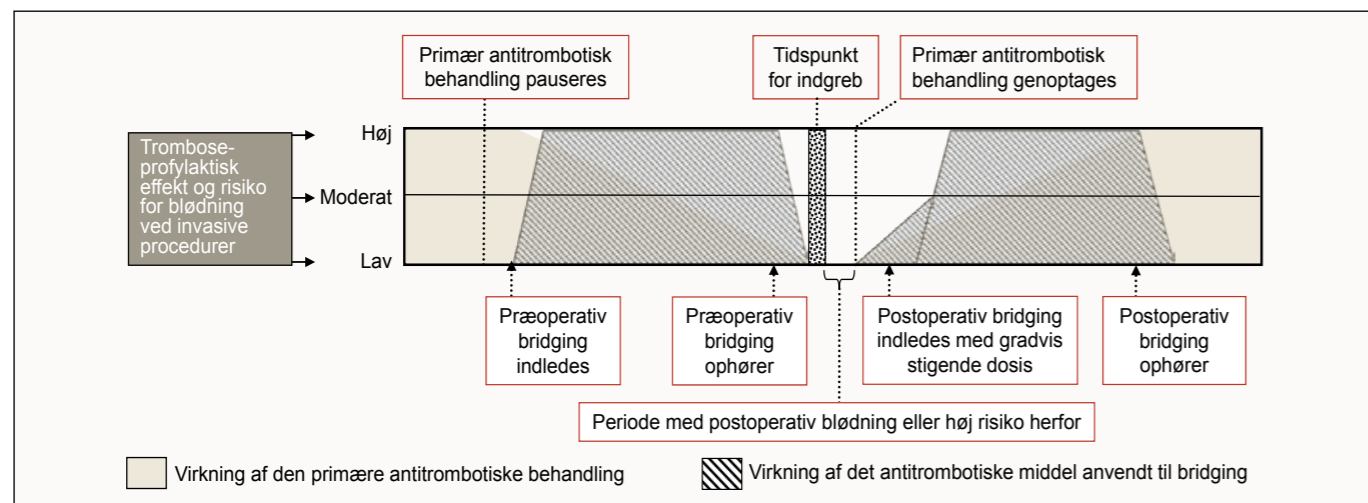 Primær antitrombotisk
behandling pauseres
Tidspunkt
for indgreb
Primær antitrombotisk
behandling genoptages
Trombose-
profylaktisk
effekt og risiko
for blødning
ved invasive
procedurer
Høj
Moderat
Lav
Præoperativ
bridging
indledes
Præoperativ
bridging
ophører
Postoperativ bridging
indledes med gradvis
stigende dosis
Postoperativ
bridging
ophører
Periode med postoperativ blødning eller høj risiko herfor
Virkning af den primære antitrombotiske behandling
Virkning af det antitrombotiske middel anvendt til bridging